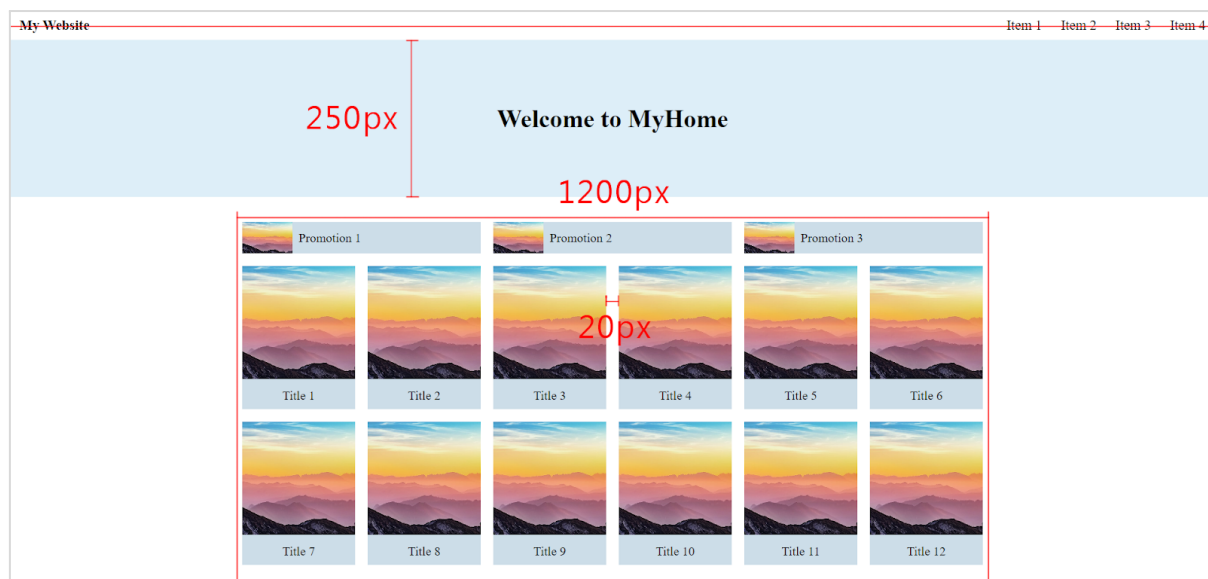 My Website Item 1 Item 2 Item 3 Item 4
250px
Welcome to MyHome
1200px
Promotion 1 Promotion 2 Promotion 3
20px
Title 1 Title 2 Title 3 Title 4 Title 5 Title 6
Title 7 Title 8 Title 9 Title 10 Title 11 Title 12